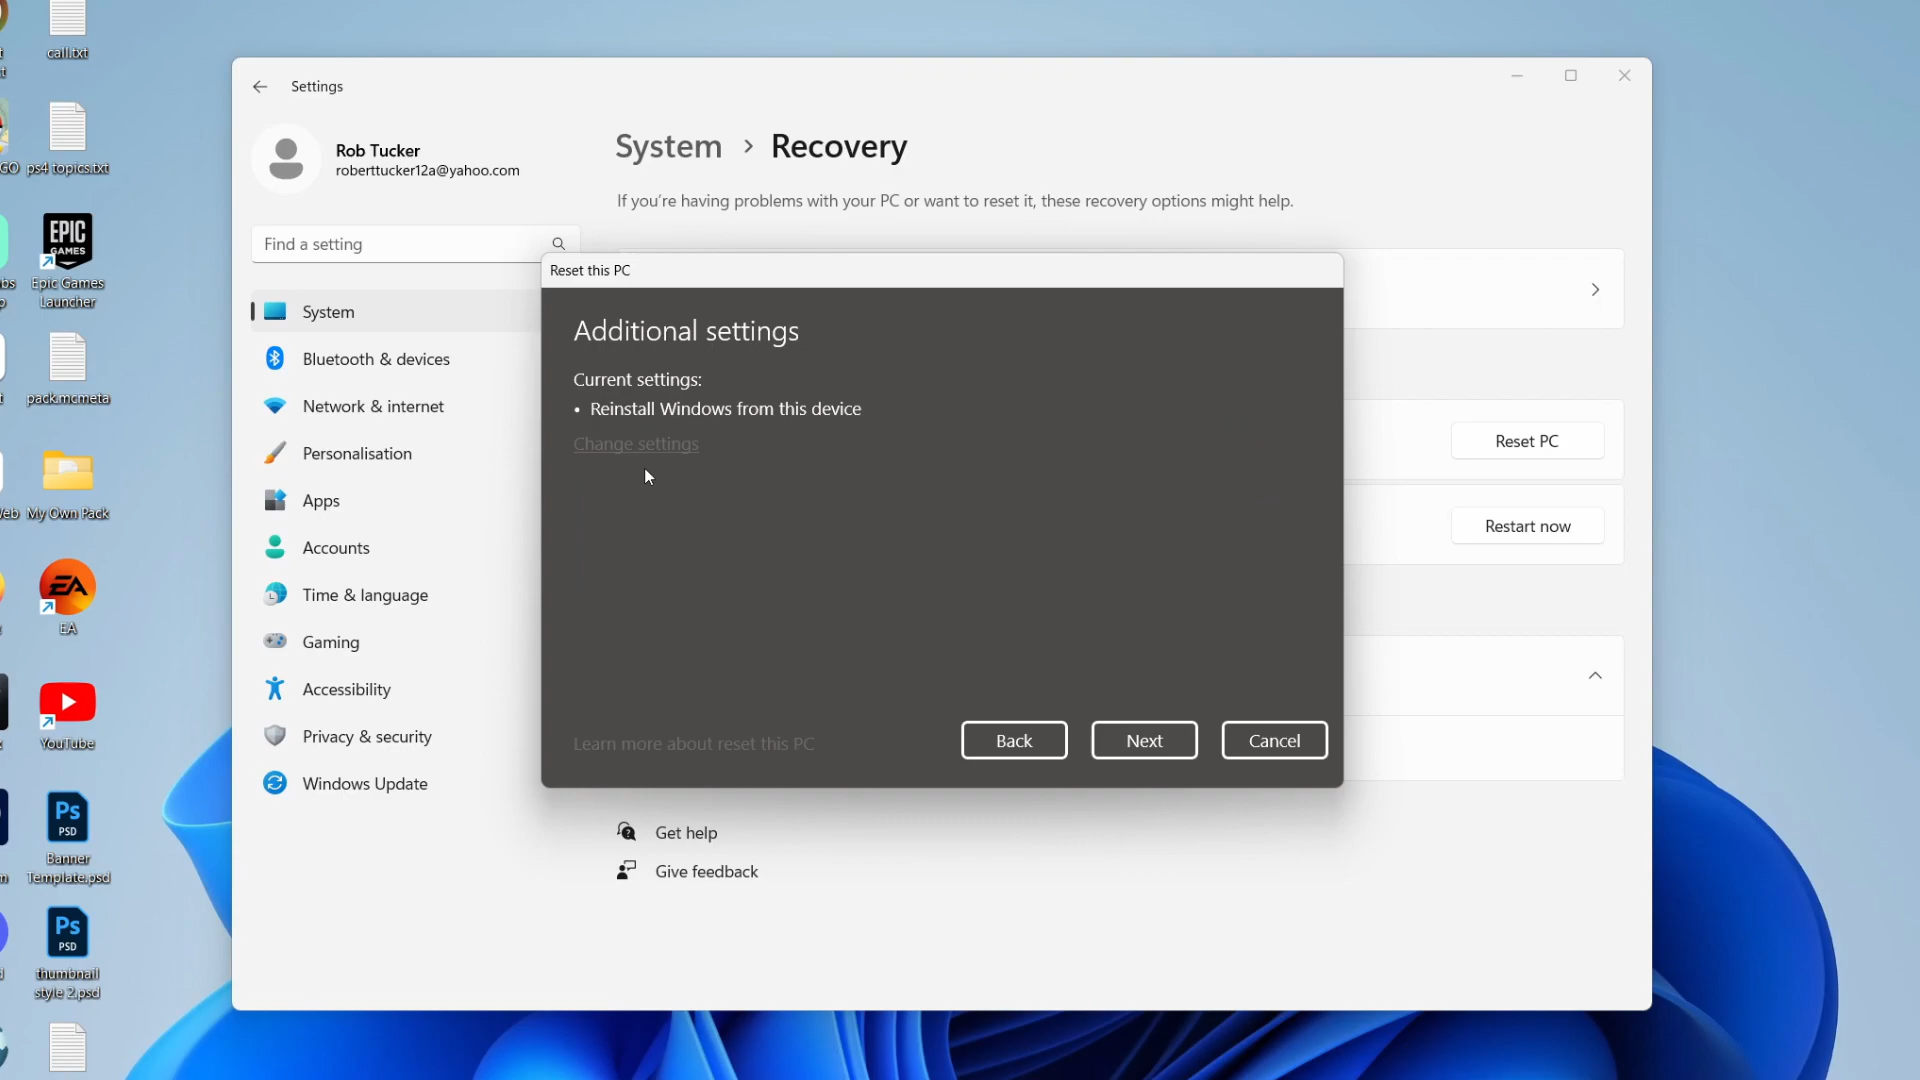 call.txt
GO ps4 topics.txt
Epic Games
Launcher
EPIC
GAMES
pack.mcmeta
My Own Pack
EA
EA
YouTube
Ps
PSD
Banner
Template.psd
Ps
PSD
thumbnail
style 2.psd
Settings
Rob Tucker
roberttucker12a@yahoo.com
Find a setting
System
Bluetooth & devices
Network & internet
Personalisation
Apps
Accounts
Time & language
Gaming
Accessibility
Privacy & security
Windows Update
System > Recovery
If you're having problems with your PC or want to reset it, these recovery options might help.
Reset this PC
Additional settings
Current settings:
• Reinstall Windows from this device
Change settings
Learn more about reset this PC
Back
Next
Cancel
Reset PC
Restart now
Get help
Give feedback